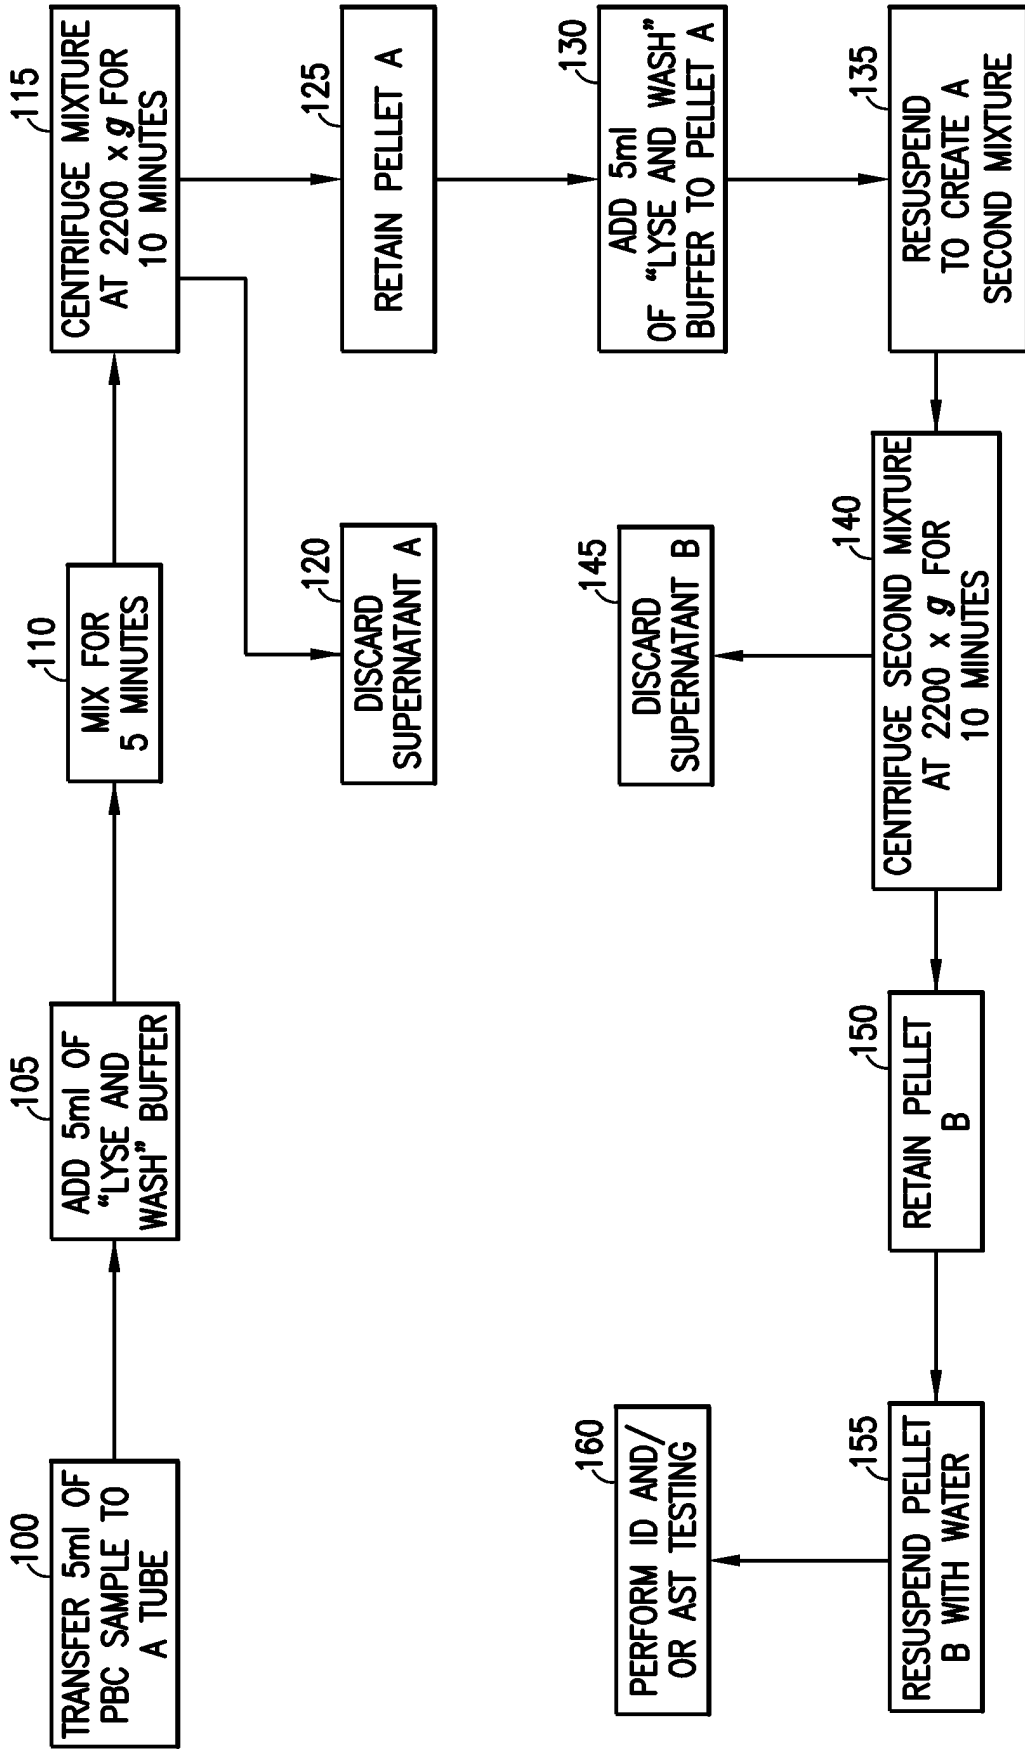 100
TRANSFER 5ml OF
PBC SAMPLE TO
A TUBE
105
ADD 5ml OF
“LYSE AND
WASH” BUFFER
110
MIX FOR
5 MINUTES
115
CENTRIFUGE MIXTURE
AT 2200 x g FOR
10 MINUTES
120
DISCARD
SUPERNATANT A
125
RETAIN PELLET A
130
ADD 5ml
OF “LYSE AND WASH”
BUFFER TO PELLET A
135
RESUSPEND
TO CREATE A
SECOND MIXTURE
140
CENTRIFUGE SECOND MIXTURE
AT 2200 x g FOR
10 MINUTES
145
DISCARD
SUPERNATANT B
150
RETAIN PELLET
B
155
RESUSPEND PELLET
B WITH WATER
160
PERFORM ID AND/
OR AST TESTING